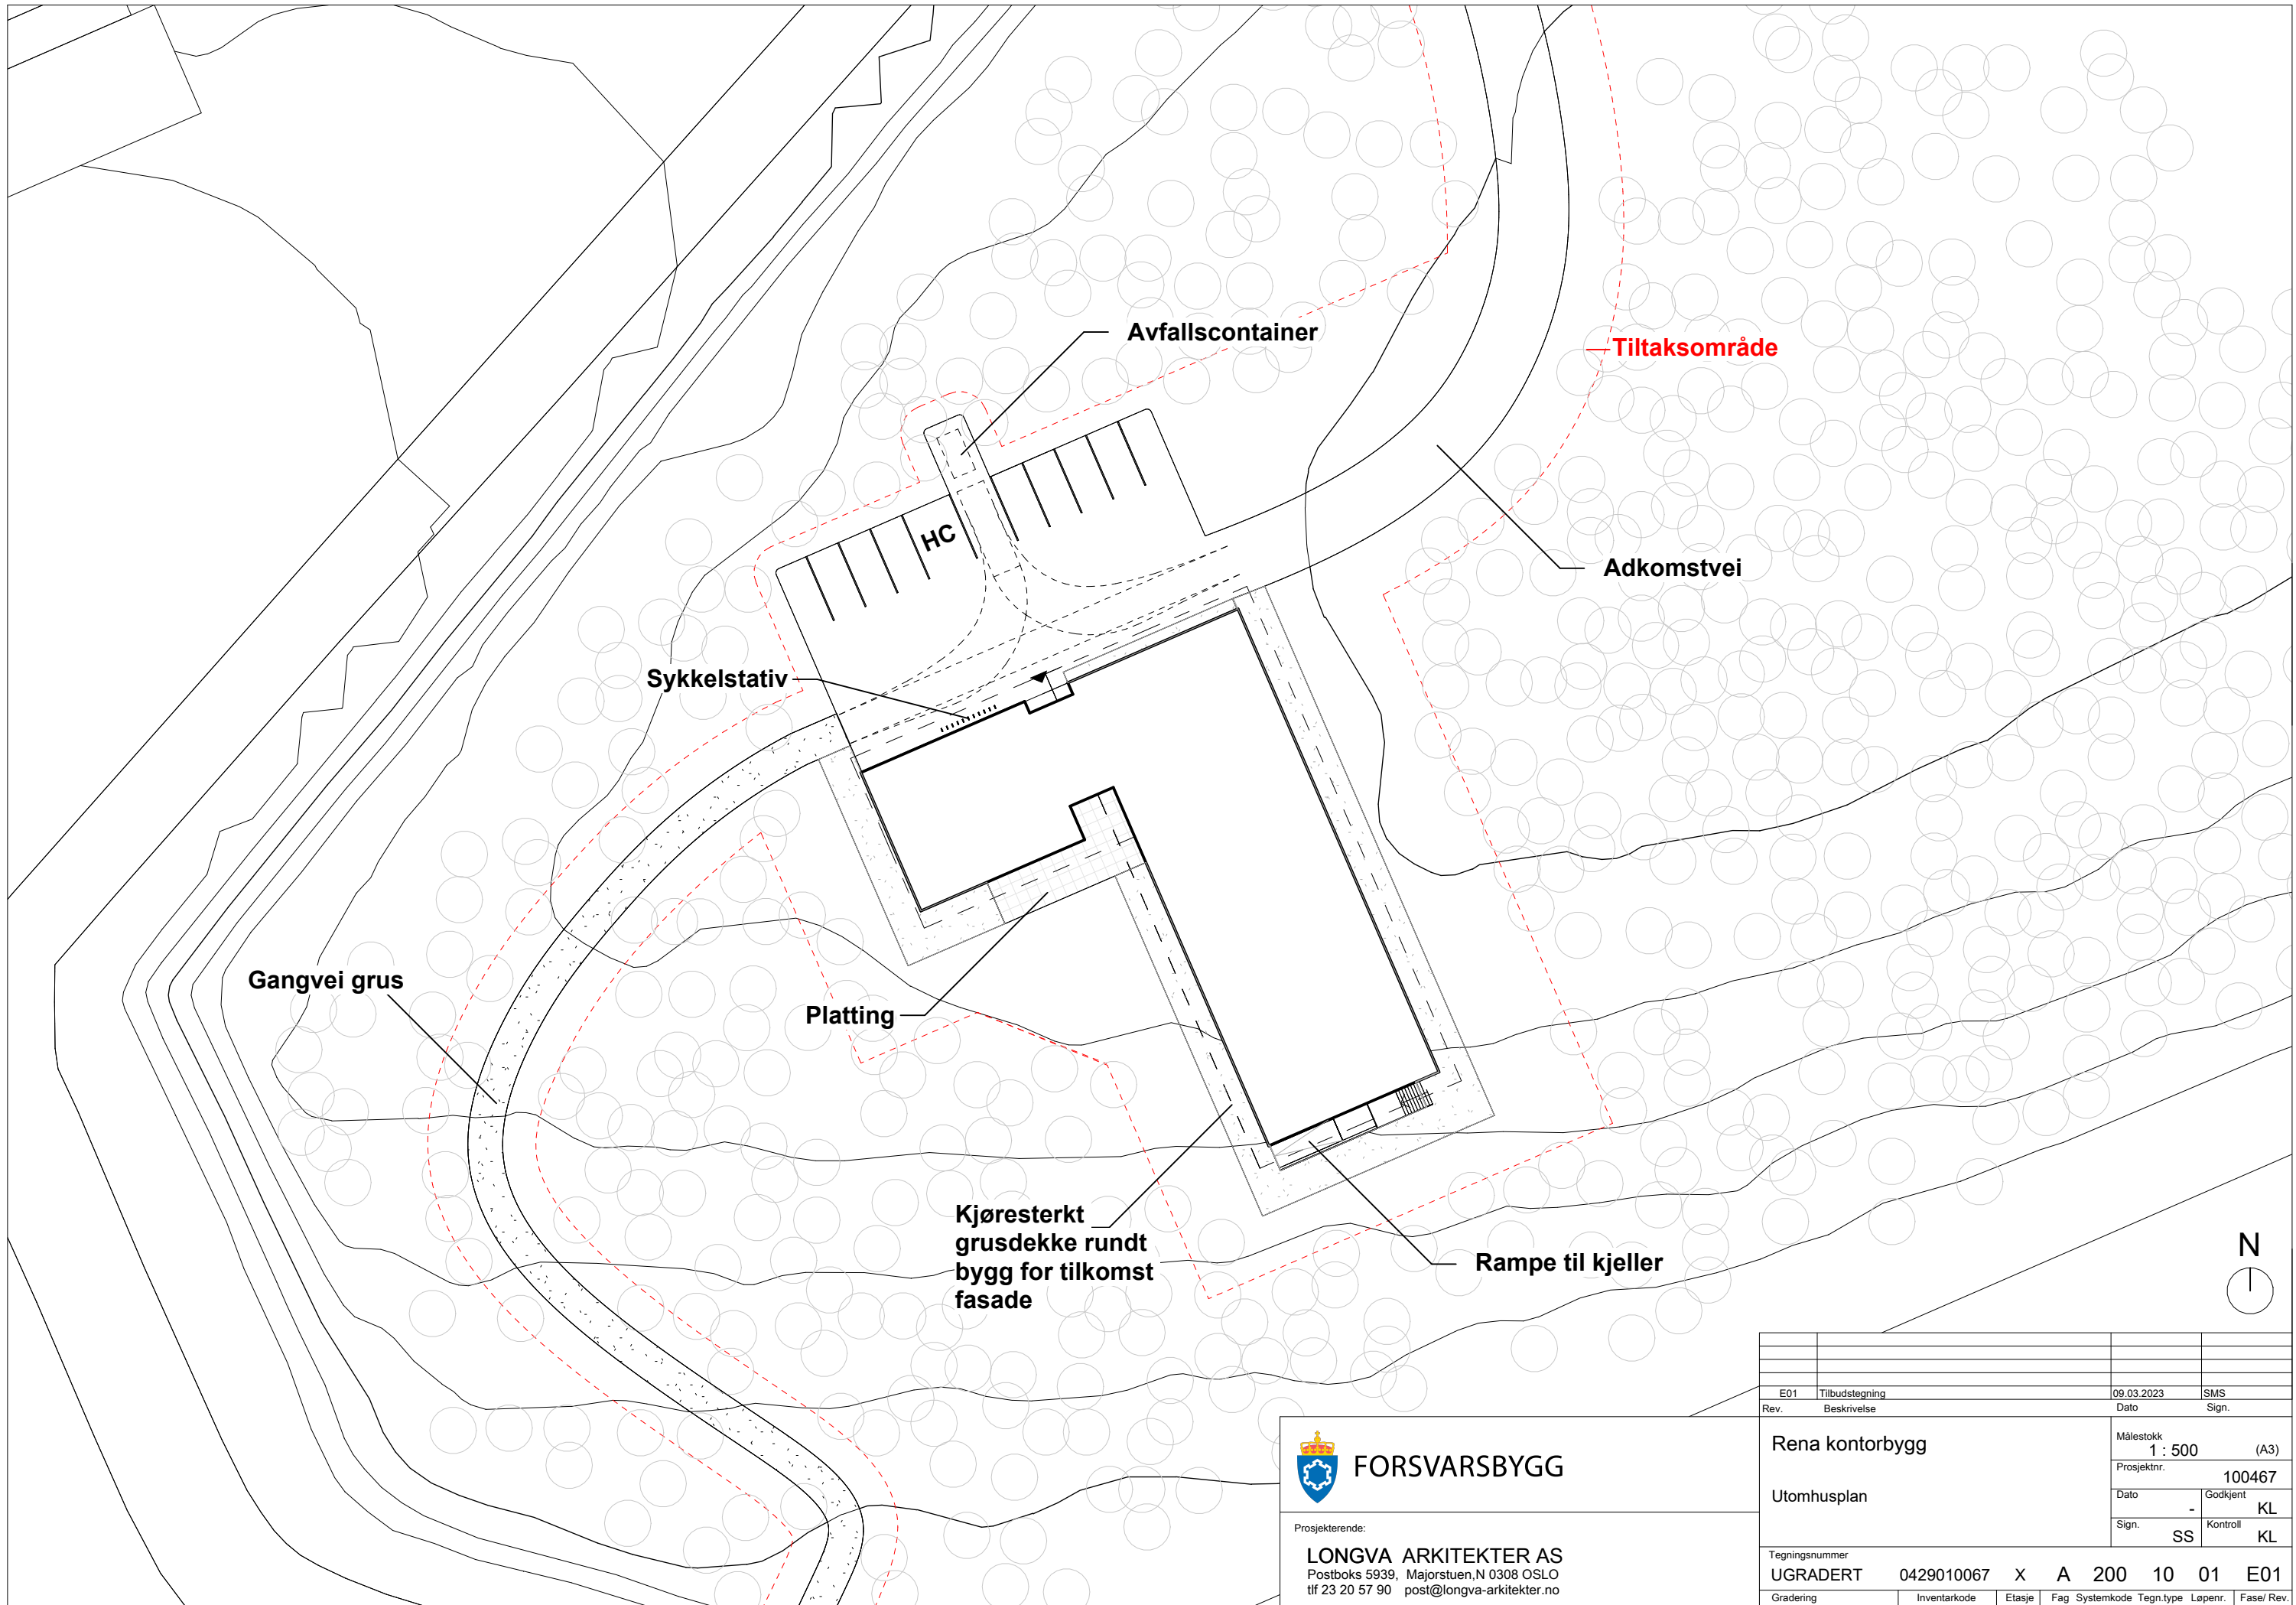 Avfallscontainer
Tiltaksområde
HC
Adkomstvei
Sykkelstativ
Gangvei grus
Platting
Kjøresterkt
grusdekke rundt
bygg for tilkomst
fasade
Rampe til kjeller
N
E01 Tilbudstegning 09.03.2023 SMS
Rev. Beskrivelse Dato Sign.
FORSVARSBYGG
Prosjekterende:
LONGVA ARKITEKTER AS
Postboks 5939, Majorstuen,N 0308 OSLO
tlf 23 20 57 90 post@longva-arkitekter.no
Rena kontorbygg
Utomhusplan
Målestokk
1 : 500 (A3)
Prosjektnr.
100467
Dato Godkjent
- KL
Sign. Kontroll
SS KL
Tegningsnummer
UGRADERT 0429010067 X A 200 10 01 E01
Gradering Inventarkode Etasje Fag Systemkode Tegn.type Løpenr. Fase/ Rev.